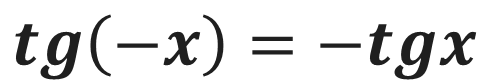 tg(−x) = −tgx